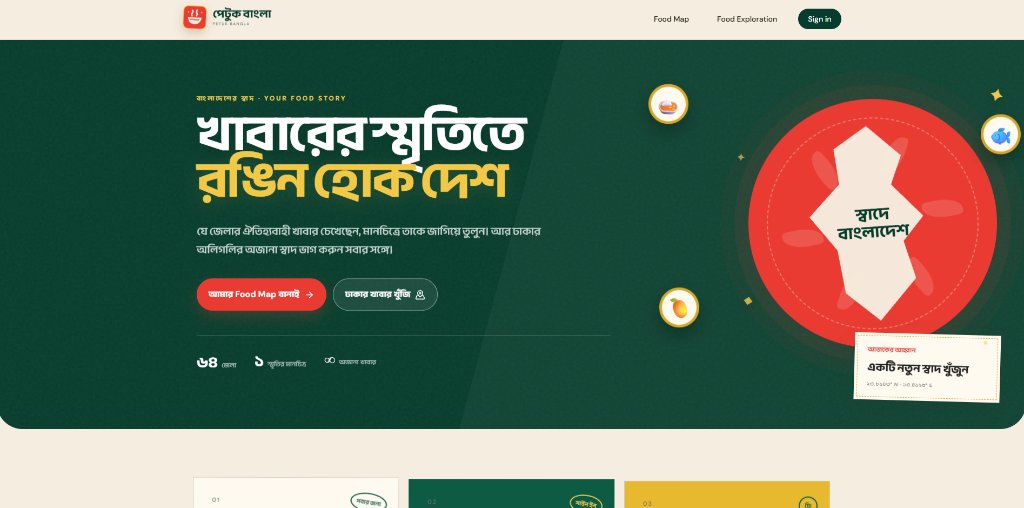 পেটুক বাংলা
PETUK BANGLA
Food Map
Food Exploration
Sign in
বাংলাদেশের স্বাদ · YOUR FOOD STORY
খাবারের স্মৃতিতে
রঙিন হোক দেশ
যে জেলার ঐতিহ্যবাহী খাবার চেখেছেন, মানচিত্রে তাকে জাগিয়ে তুলুন। আর ঢাকার
অলিগলির অজানা স্বাদ ভাগ করুন সবার সঙ্গে।
আমার Food Map বানাই →
ঢাকার খাবার খুঁজি
৬৪ জেলা
১ স্মৃতির মানচিত্র
∞ অজানা খাবার
স্বাদে
বাংলাদেশ
আজকের আহ্বান
একটি নতুন স্বাদ খুঁজুন
01
02
03